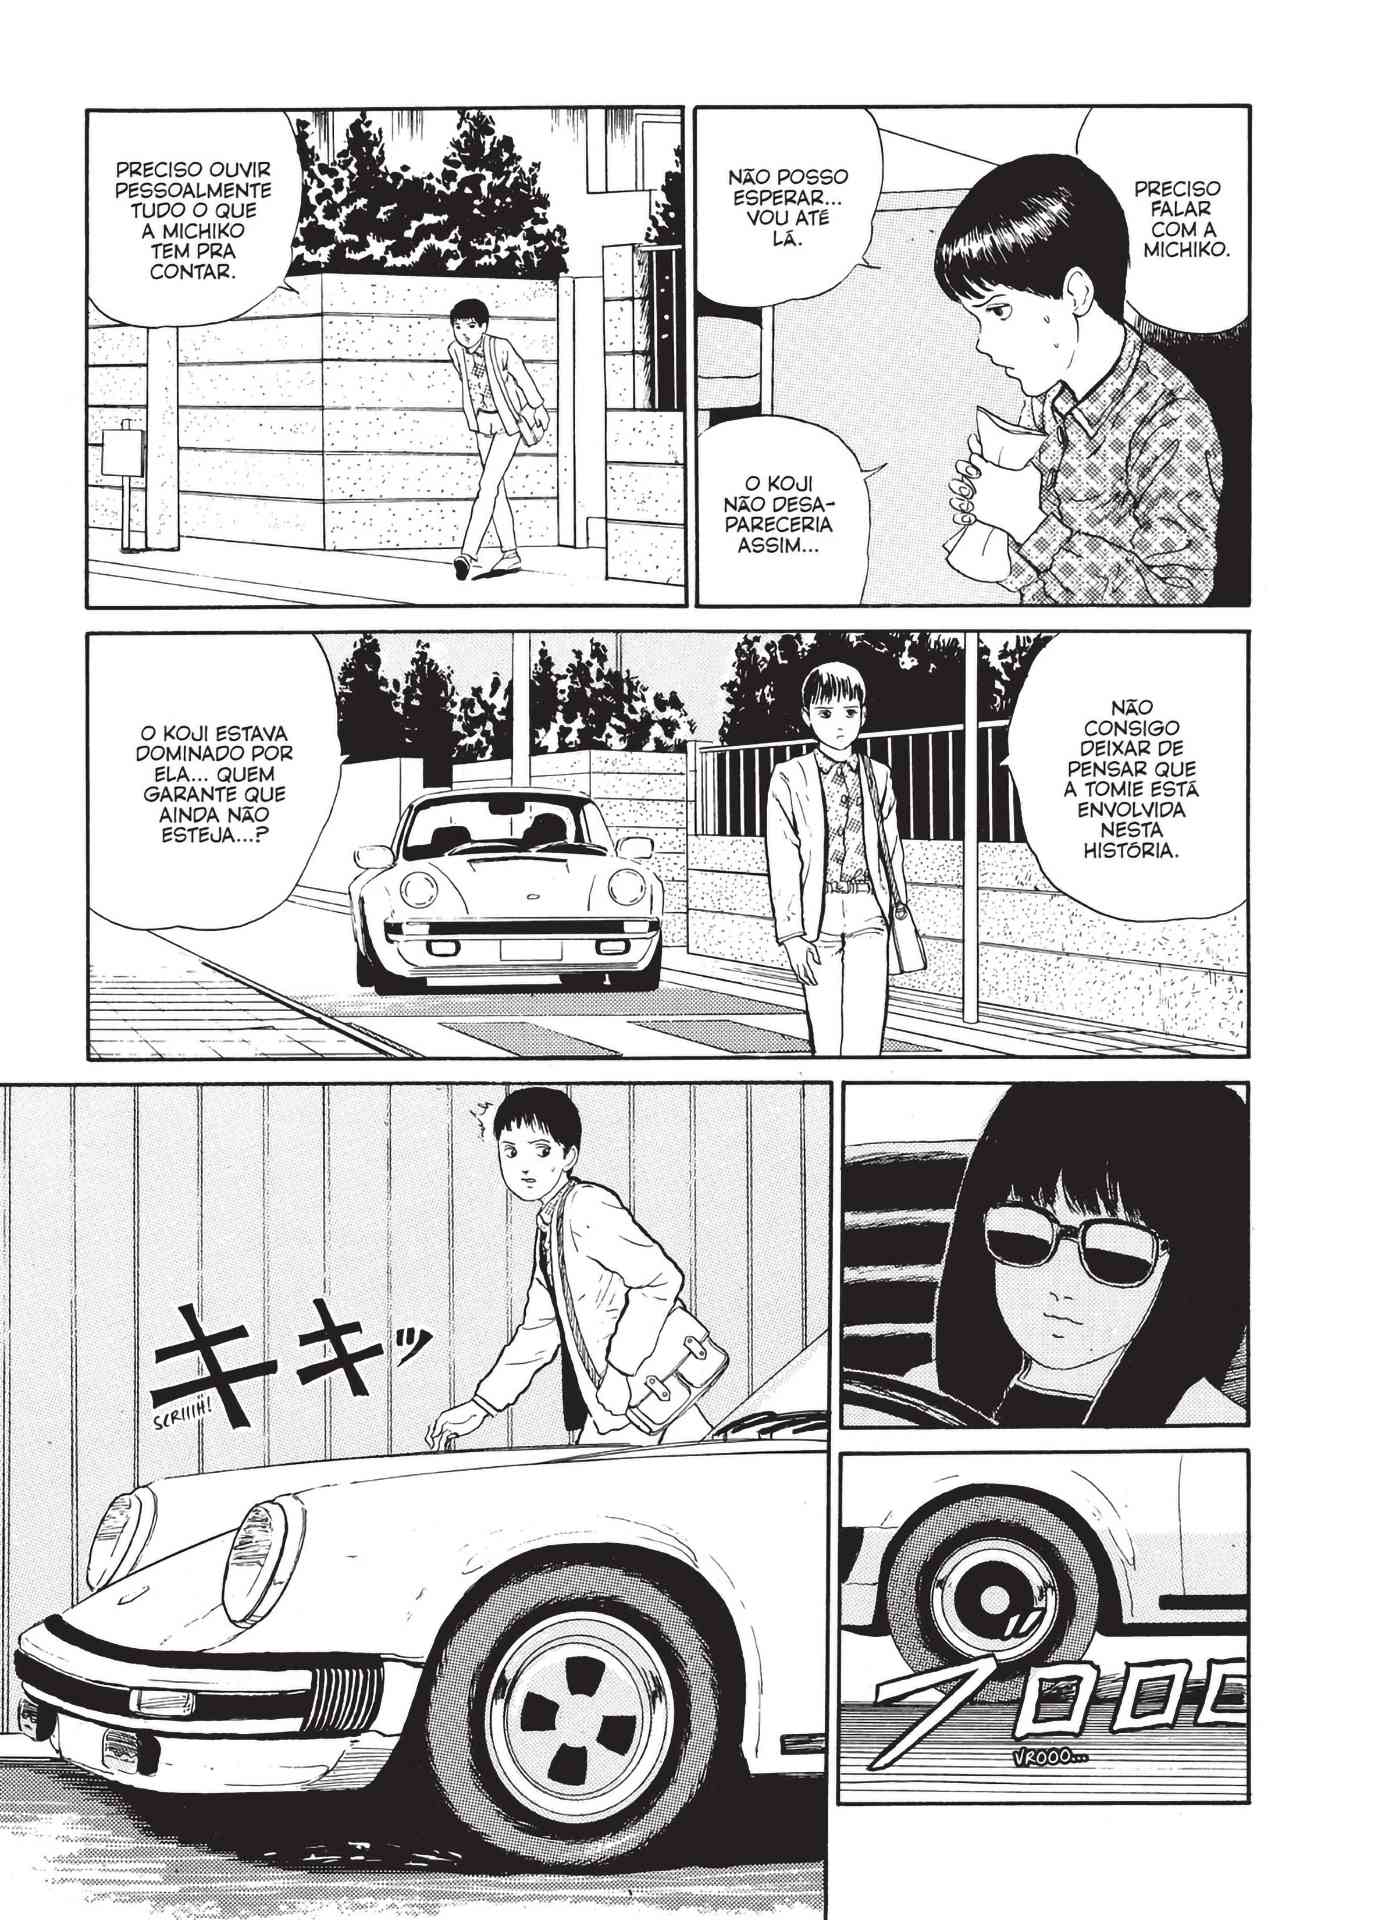 PRECISO
FALAR
COM A
MICHIKO.
NÃO POSSO
ESPERAR...
VOU ATÉ
LÁ.
O KOJI
NÃO DESA-
PARECERIA
ASSIM...
PRECISO OUVIR
PESSOALMENTE
TUDO O QUE
A MICHIKO
TEM PRA
CONTAR.
NÃO
CONSIGO
DEIXAR DE
PENSAR QUE
A TOMIE ESTÁ
ENVOLVIDA
NESTA
HISTÓRIA.
O KOJI ESTAVA
DOMINADO POR
ELA... QUEM
GARANTE QUE
AINDA NÃO
ESTEJA...?
ブロロロ
VROOO...
キキッ
SCRIIIH!